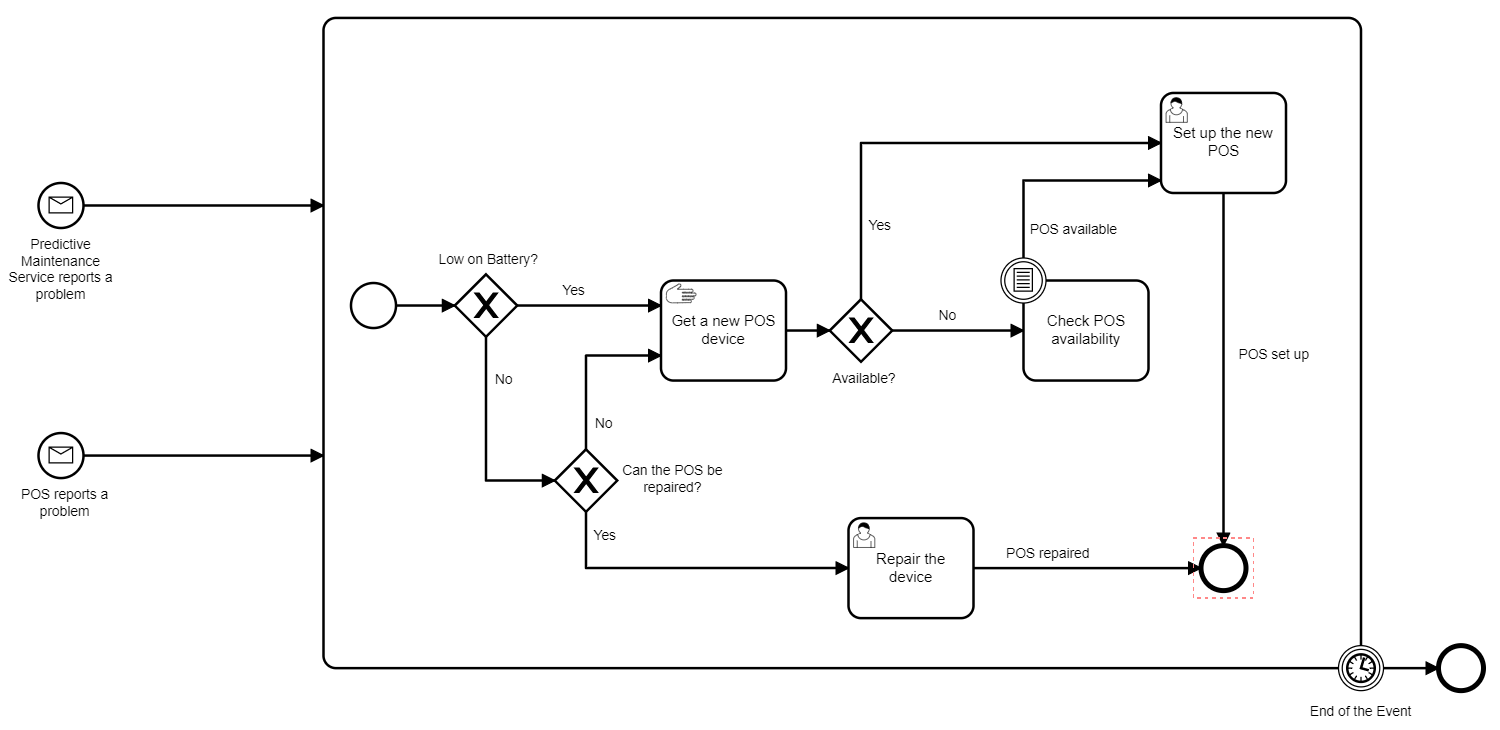 Predictive
Maintenance
Service reports a
problem
POS reports a
problem
Low on Battery?
Yes
No
Get a new POS
device
No
Can the POS be
repaired?
Yes
Available?
Yes
No
POS available
Check POS
availability
Set up the new
POS
POS set up
Repair the
device
POS repaired
End of the Event